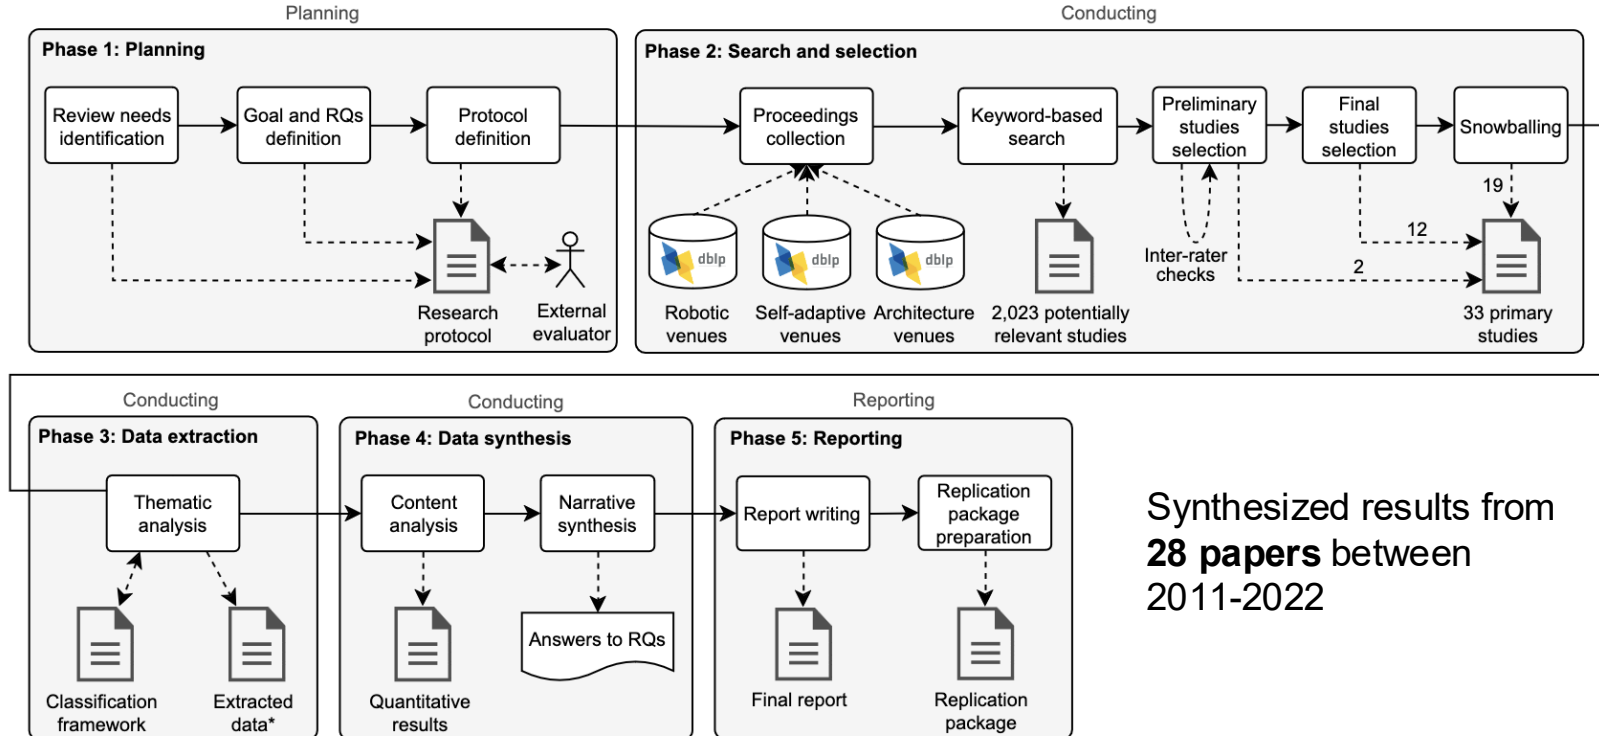 Planning
Conducting
Phase 1: Planning
Phase 2: Search and selection
Review needs
identification
Goal and RQs
definition
Protocol
definition
Proceedings
collection
Keyword-based
search
Preliminary
studies
selection
Final
studies
selection
Snowballing
19
12
2
Inter-rater
checks
dblp
dblp
dblp
Research
protocol
External
evaluator
Robotic
venues
Self-adaptive
venues
Architecture
venues
2,023 potentially
relevant studies
33 primary
studies
Conducting
Conducting
Reporting
Phase 3: Data extraction
Phase 4: Data synthesis
Phase 5: Reporting
Thematic
analysis
Content
analysis
Narrative
synthesis
Report writing
Replication
package
preparation
Answers to RQs
Classification
framework
Extracted
data*
Quantitative
results
Final report
Replication
package
Synthesized results from
28 papers between
2011-2022